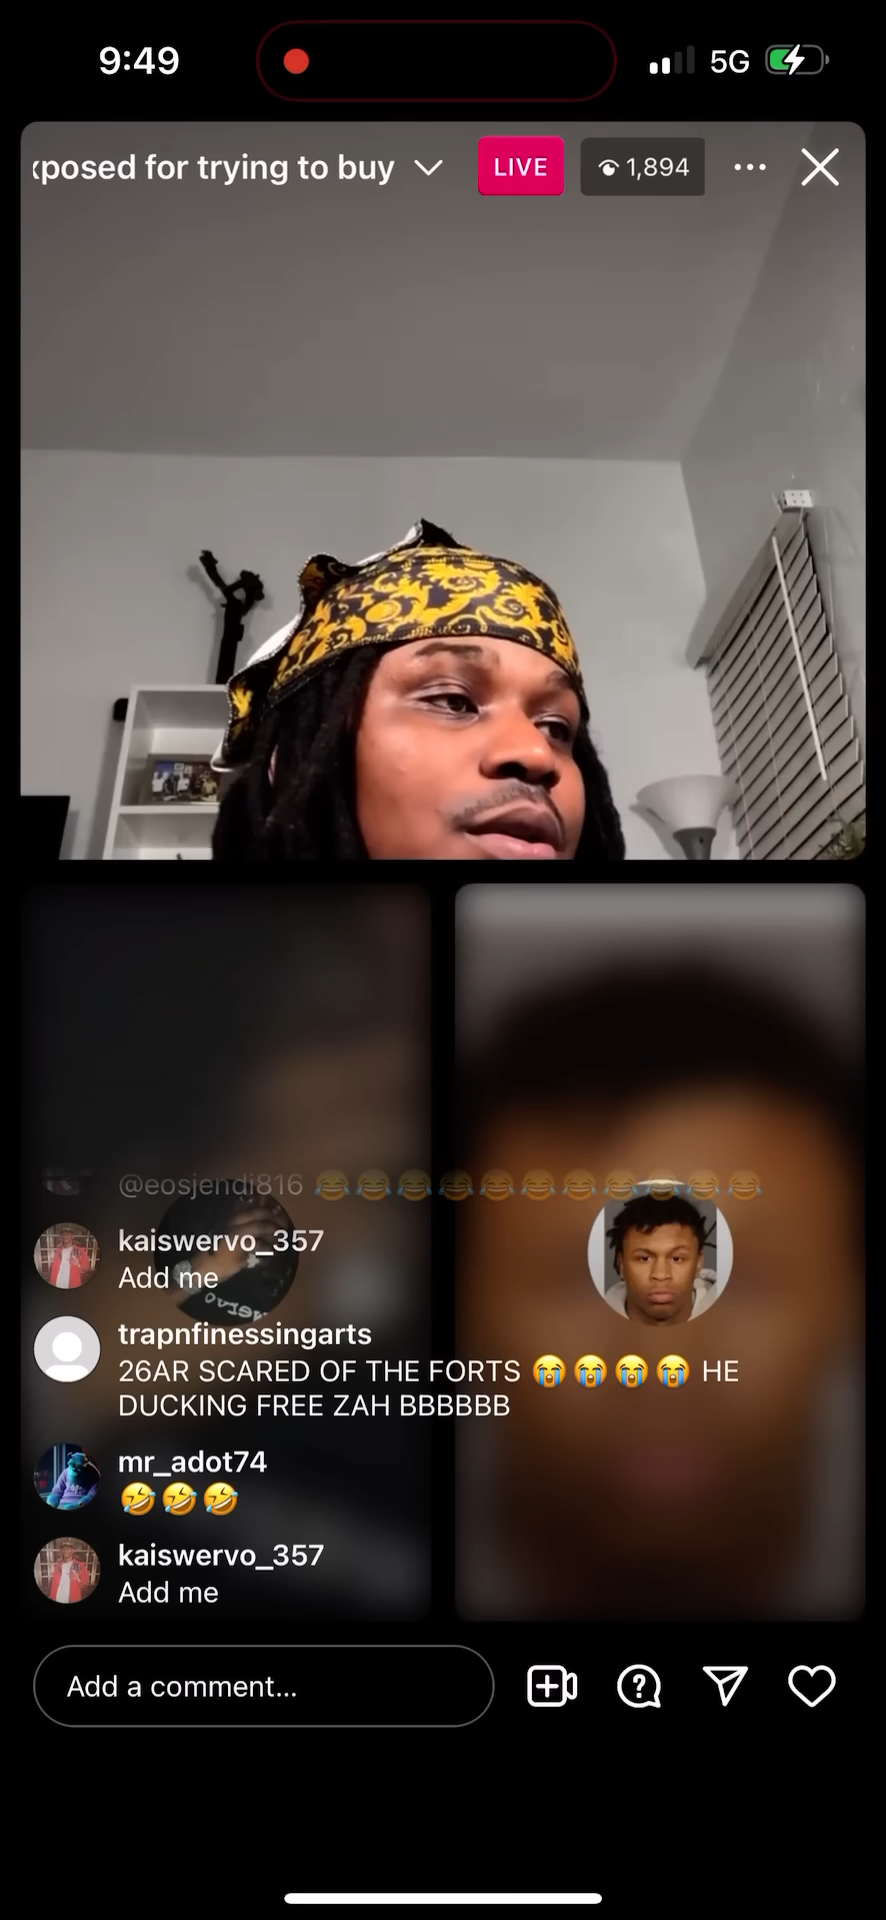 9:49
5G
xposed for trying to buy
LIVE
1,894
@eosjendi816 😂😂😂😂😂😂😂😂😂😂😂
kaiswervo_357
Add me
trapnfinessingarts
26AR SCARED OF THE FORTS 😭😭😭😭 HE
DUCKING FREE ZAH BBBBBB
mr_adot74
🤣🤣🤣
kaiswervo_357
Add me
Add a comment...